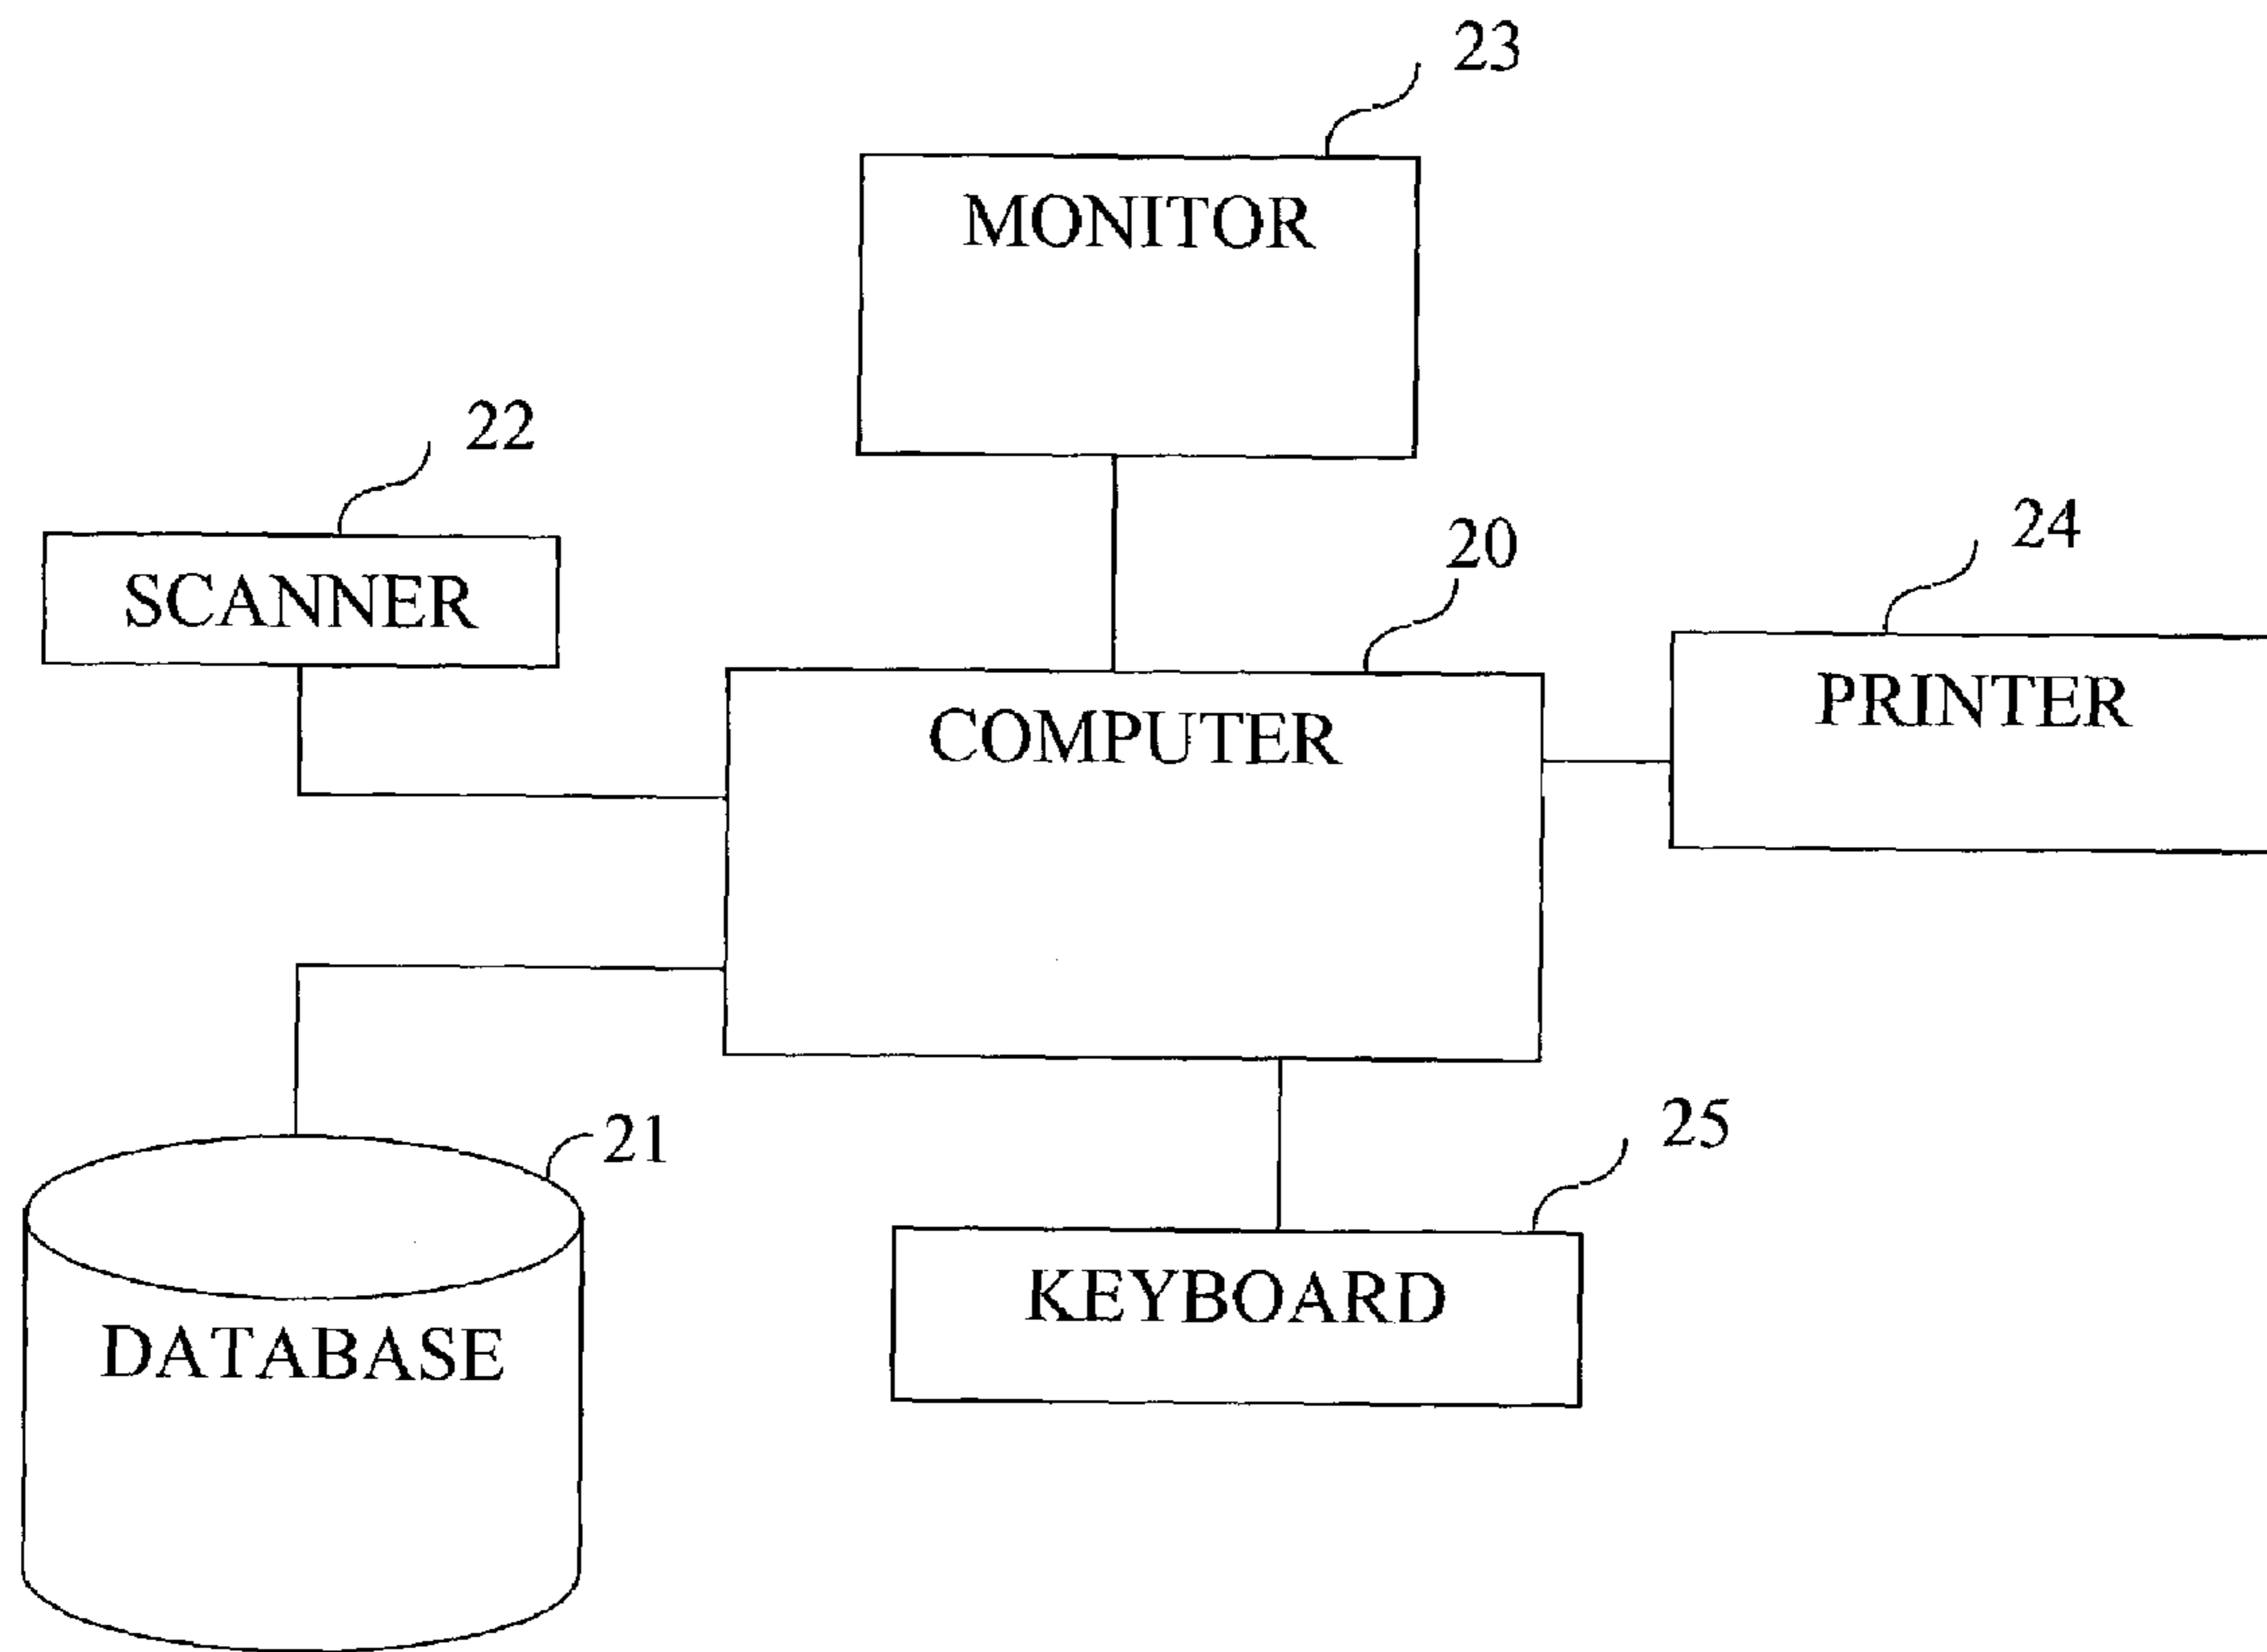 23
MONITOR
22
SCANNER
20
COMPUTER
24
PRINTER
21
DATABASE
25
KEYBOARD